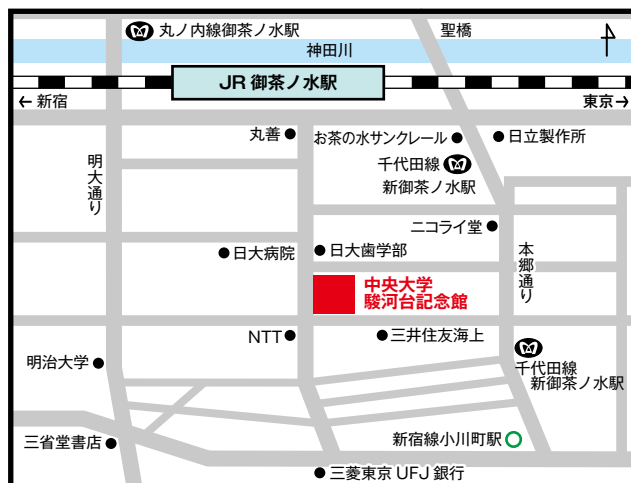 丸ノ内線御茶ノ水駅
聖橋
神田川
JR 御茶ノ水駅
← 新宿
東京→
丸善
お茶の水サンクレール
日立製作所
千代田線
新御茶ノ水駅
明大通り
ニコライ堂
日大病院
日大歯学部
本郷通り
中央大学
駿河台記念館
NTT
三井住友海上
明治大学
千代田線
新御茶ノ水駅
三省堂書店
新宿線小川町駅
三菱東京 UFJ 銀行